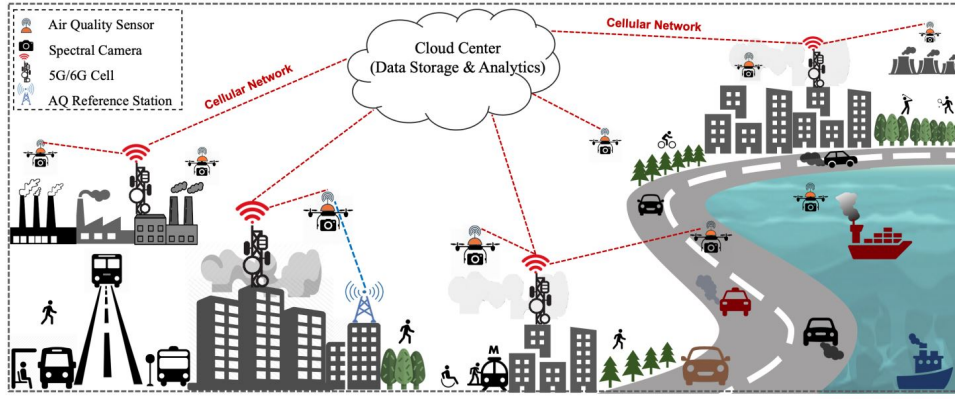 Air Quality Sensor
Spectral Camera
5G/6G Cell
AQ Reference Station
Cloud Center
(Data Storage & Analytics)
Cellular Network
Cellular Network
M